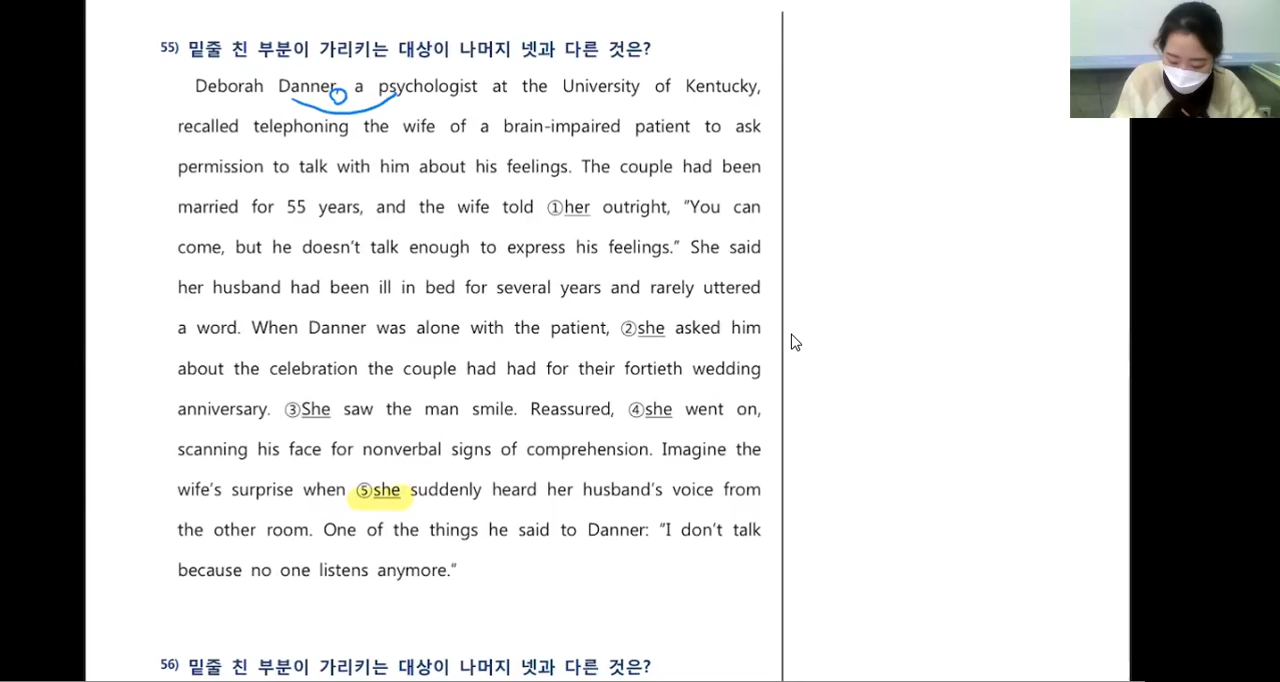 55) 밑줄 친 부분이 가리키는 대상이 나머지 넷과 다른 것은?
Deborah Danner, a psychologist at the University of Kentucky,
recalled telephoning the wife of a brain-impaired patient to ask
permission to talk with him about his feelings. The couple had been
married for 55 years, and the wife told ①her outright, “You can
come, but he doesn’t talk enough to express his feelings.” She said
her husband had been ill in bed for several years and rarely uttered
a word. When Danner was alone with the patient, ②she asked him
about the celebration the couple had had for their fortieth wedding
anniversary. ③She saw the man smile. Reassured, ④she went on,
scanning his face for nonverbal signs of comprehension. Imagine the
wife’s surprise when ⑤she suddenly heard her husband’s voice from
the other room. One of the things he said to Danner: “I don’t talk
because no one listens anymore.”
56) 밑줄 친 부분이 가리키는 대상이 나머지 넷과 다른 것은?